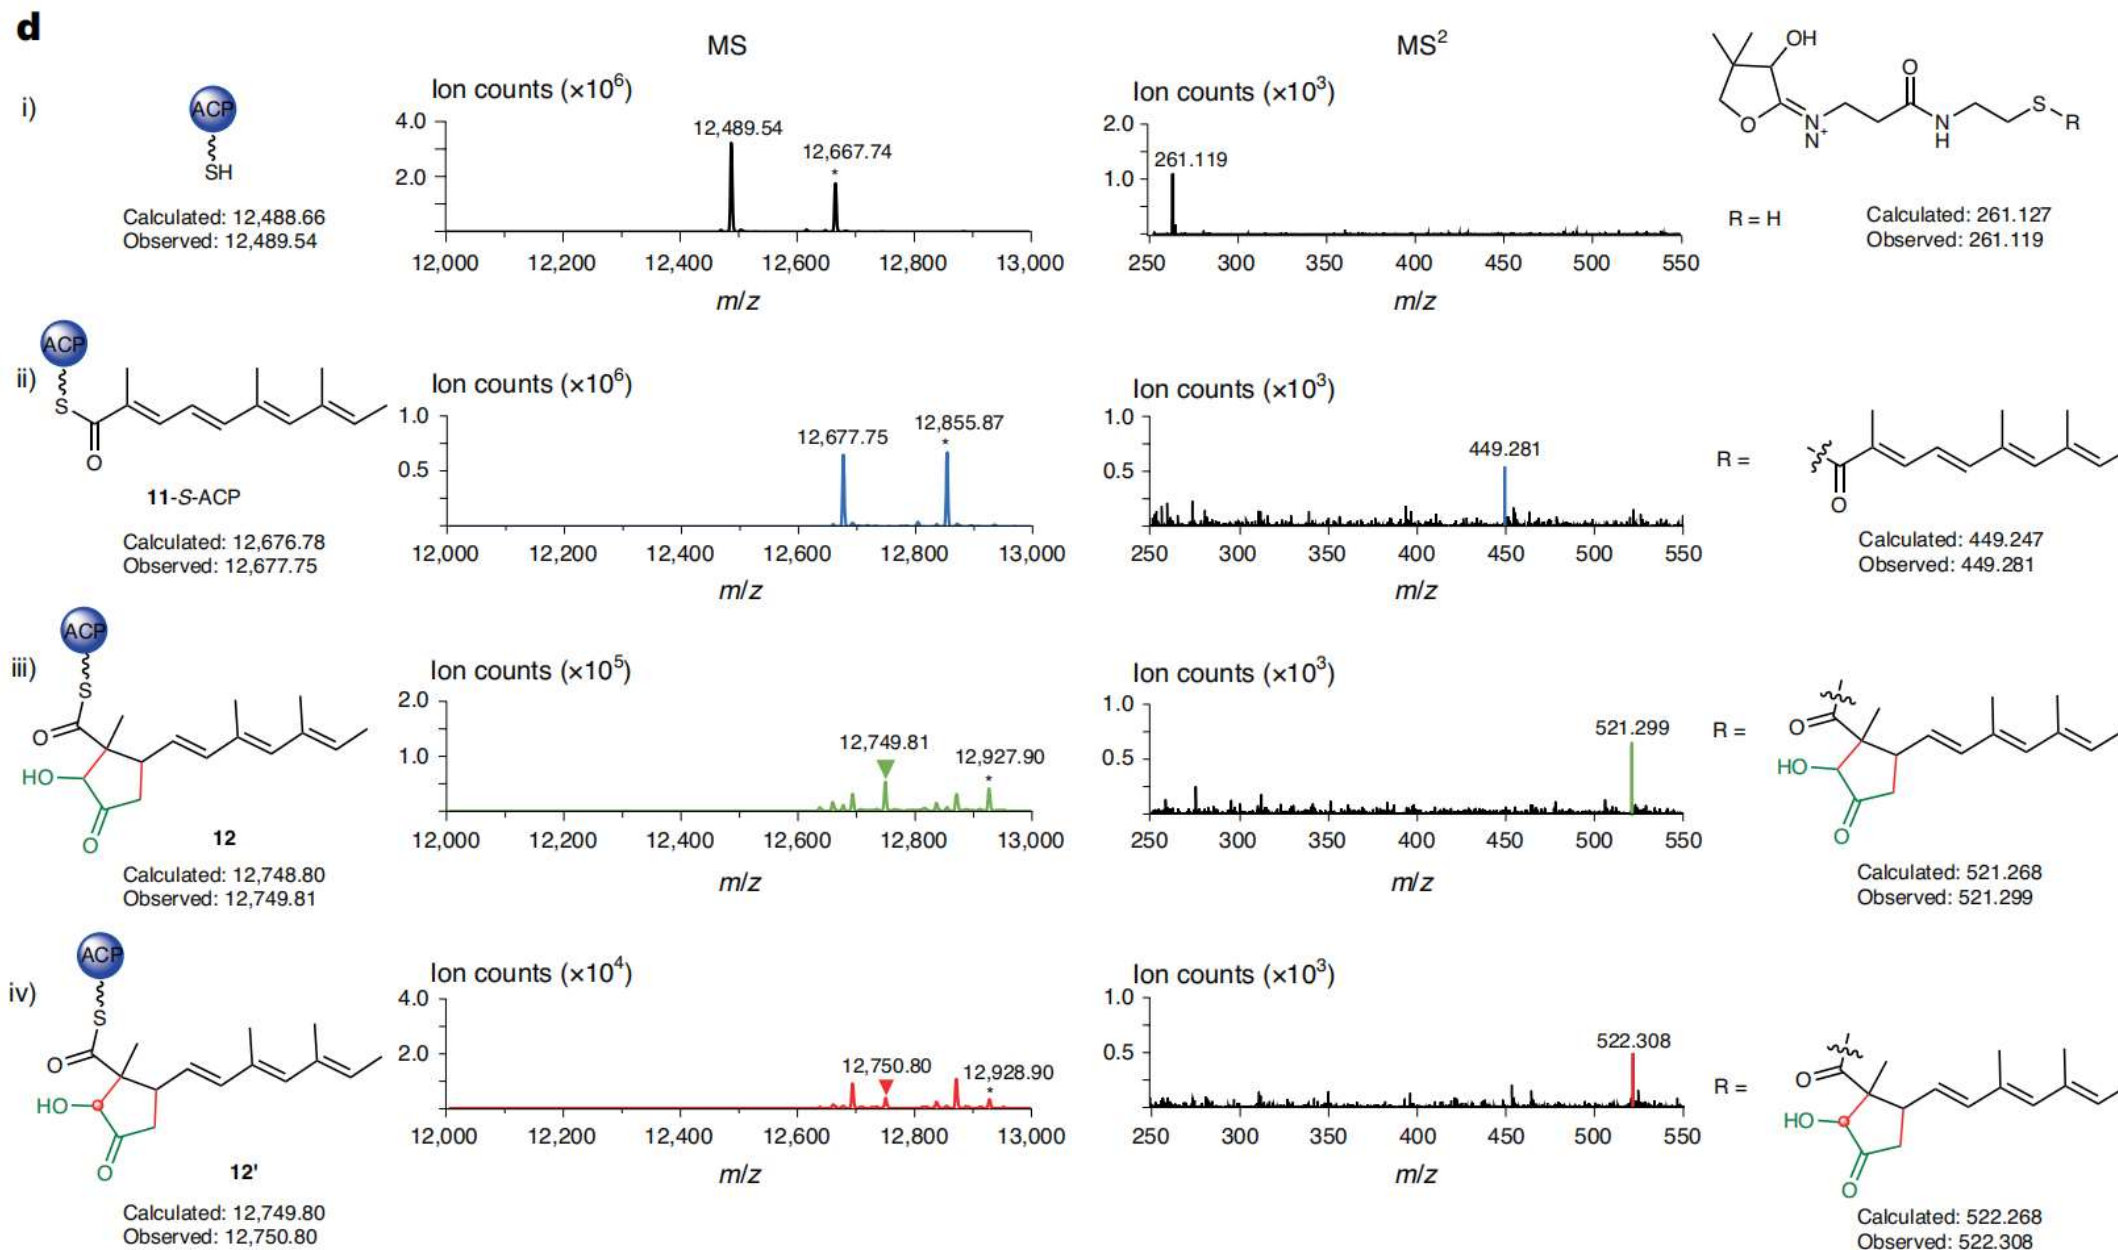 d
MS
MS²
i)
ACP
SH
Calculated: 12,488.66
Observed: 12,489.54
Ion counts (×10⁶)
4.0
2.0
12,489.54
12,667.74
*
12,000 12,200 12,400 12,600 12,800 13,000
m/z
Ion counts (×10³)
2.0
1.0
261.119
250 300 350 400 450 500 550
m/z
OH
O
O
S
N⁺
N
N
H
R
R = H
Calculated: 261.127
Observed: 261.119
ii)
ACP
S
O
11-S-ACP
Calculated: 12,676.78
Observed: 12,677.75
Ion counts (×10⁶)
1.0
0.5
12,677.75
12,855.87
*
12,000 12,200 12,400 12,600 12,800 13,000
m/z
Ion counts (×10³)
1.0
0.5
449.281
250 300 350 400 450 500 550
m/z
R =
O
Calculated: 449.247
Observed: 449.281
iii)
ACP
S
O
HO
O
12
Calculated: 12,748.80
Observed: 12,749.81
Ion counts (×10⁵)
2.0
1.0
12,749.81
12,927.90
*
12,000 12,200 12,400 12,600 12,800 13,000
m/z
Ion counts (×10³)
1.0
0.5
521.299
250 300 350 400 450 500 550
m/z
R =
O
HO
O
Calculated: 521.268
Observed: 521.299
iv)
ACP
S
O
HO
O
12'
Calculated: 12,749.80
Observed: 12,750.80
Ion counts (×10⁴)
4.0
2.0
12,750.80
12,928.90
*
12,000 12,200 12,400 12,600 12,800 13,000
m/z
Ion counts (×10³)
1.0
0.5
522.308
250 300 350 400 450 500 550
m/z
R =
O
HO
O
Calculated: 522.268
Observed: 522.308